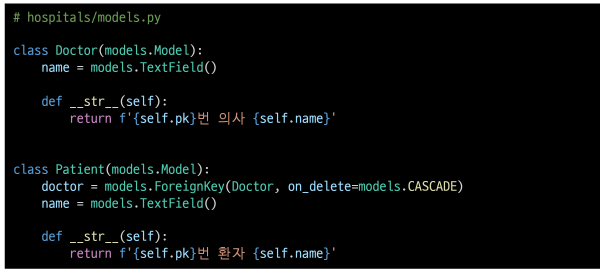 # hospitals/models.py
class Doctor(models.Model):
    name = models.TextField()
    def __str__(self):
        return f'{self.pk}번 의사 {self.name}'
class Patient(models.Model):
    doctor = models.ForeignKey(Doctor, on_delete=models.CASCADE)
    name = models.TextField()
    def __str__(self):
        return f'{self.pk}번 환자 {self.name}'